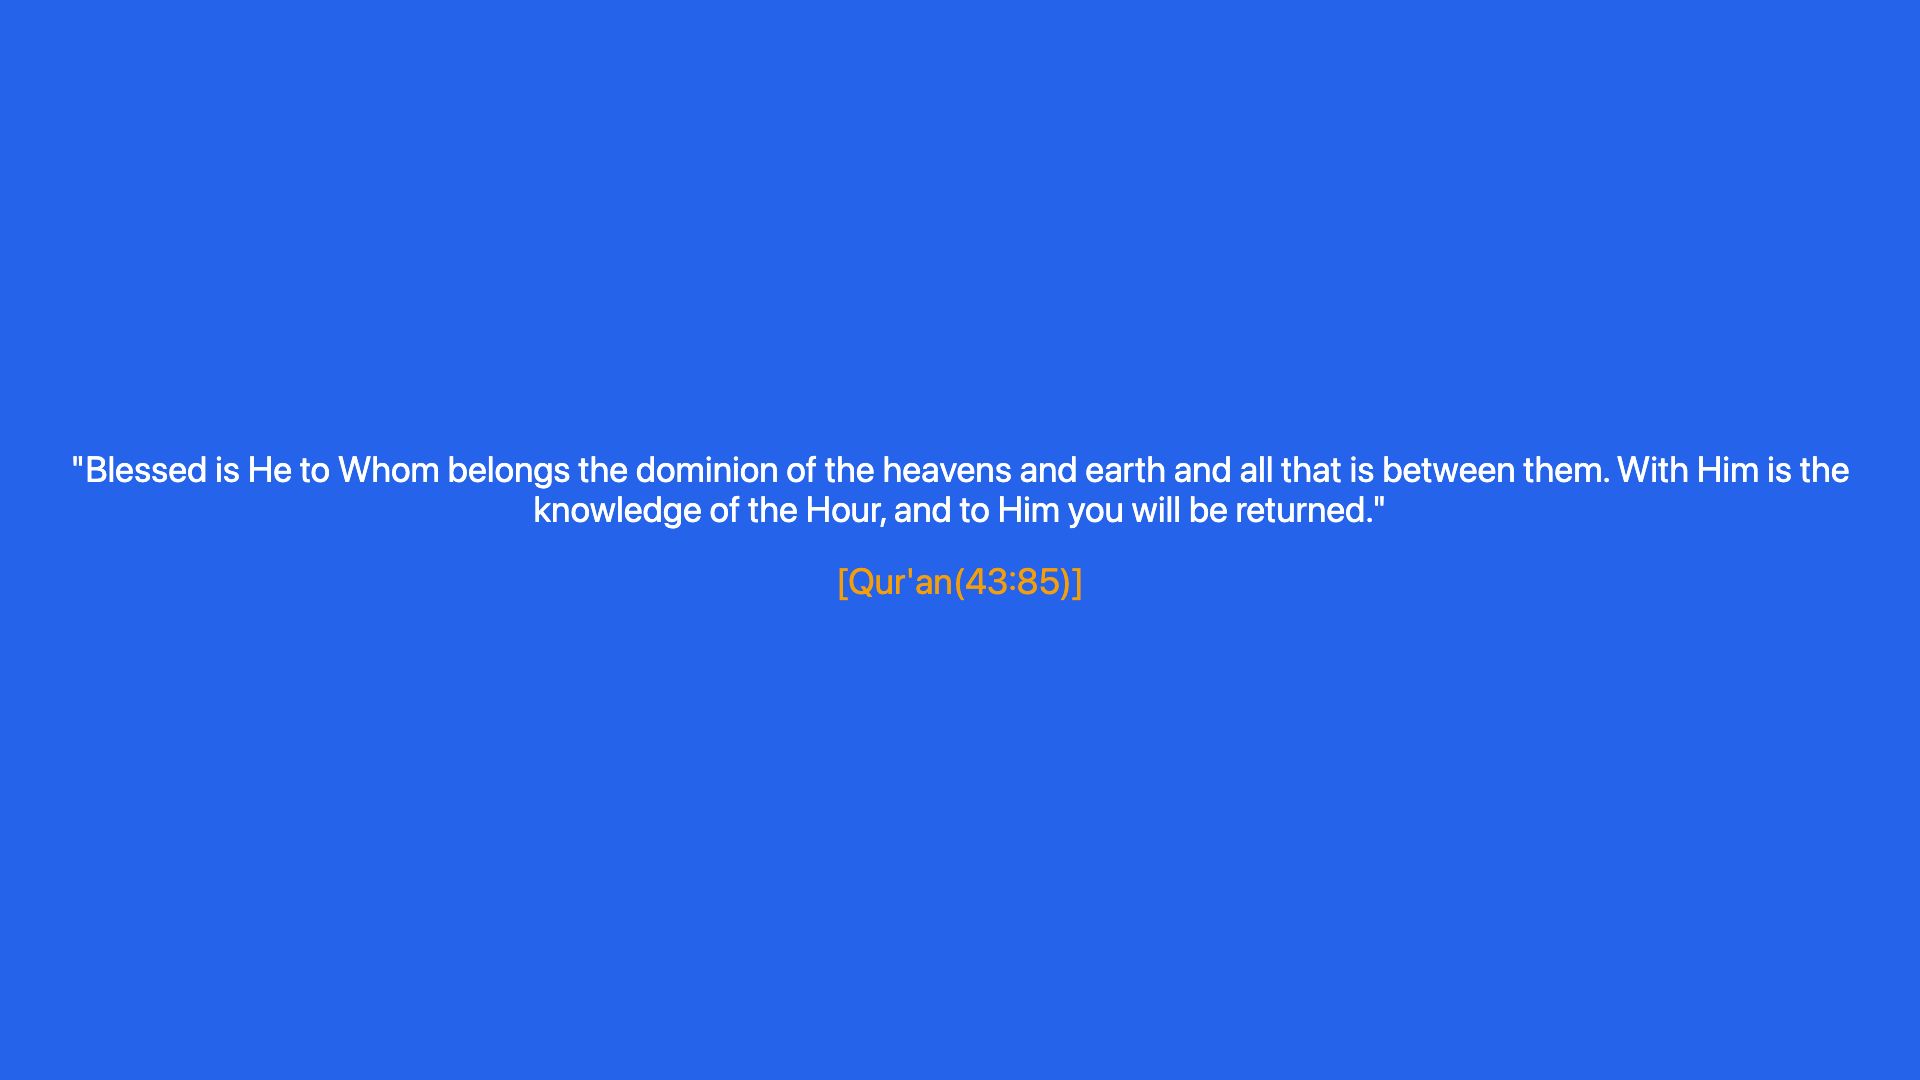 "Blessed is He to Whom belongs the dominion of the heavens and earth and all that is between them. With Him is the
knowledge of the Hour, and to Him you will be returned."
[Qur'an(43:85)]